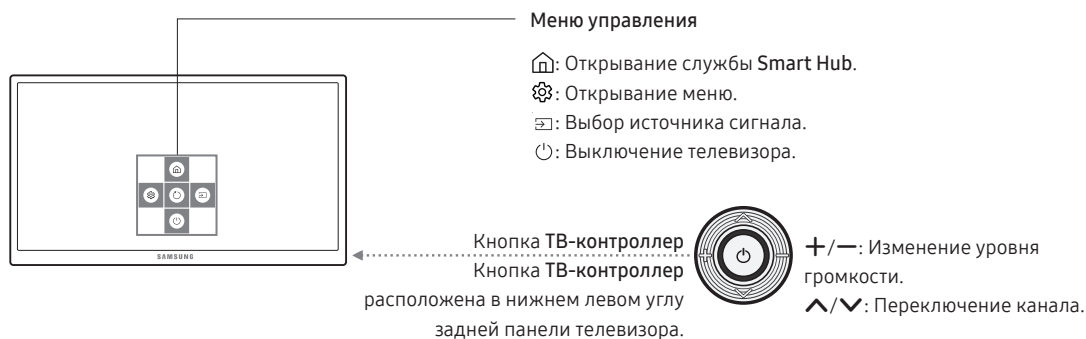 Меню управления
: Открывание службы Smart Hub.
: Открывание меню.
: Выбор источника сигнала.
: Выключение телевизора.
SAMSUNG
Кнопка ТВ-контроллер
Кнопка ТВ-контроллер
расположена в нижнем левом углу
задней панели телевизора.
+/−: Изменение уровня
громкости.
∧/∨: Переключение канала.